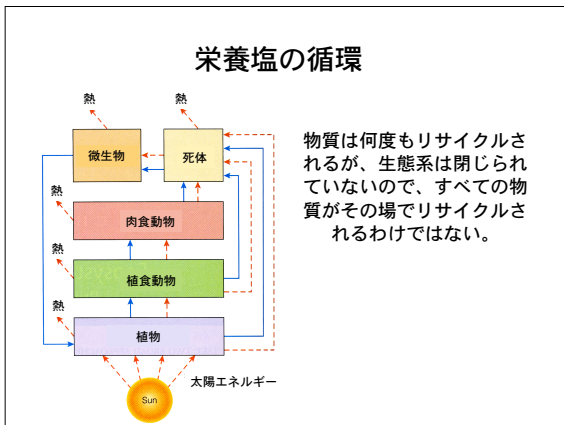 栄養塩の循環
熱
熱
微生物
死体
物質は何度もリサイクルさ
れるが、生態系は閉じられ
ていないので、すべての物
質がその場でリサイクルさ
れるわけではない。
熱
肉食動物
熱
植食動物
熱
植物
太陽エネルギー
Sun